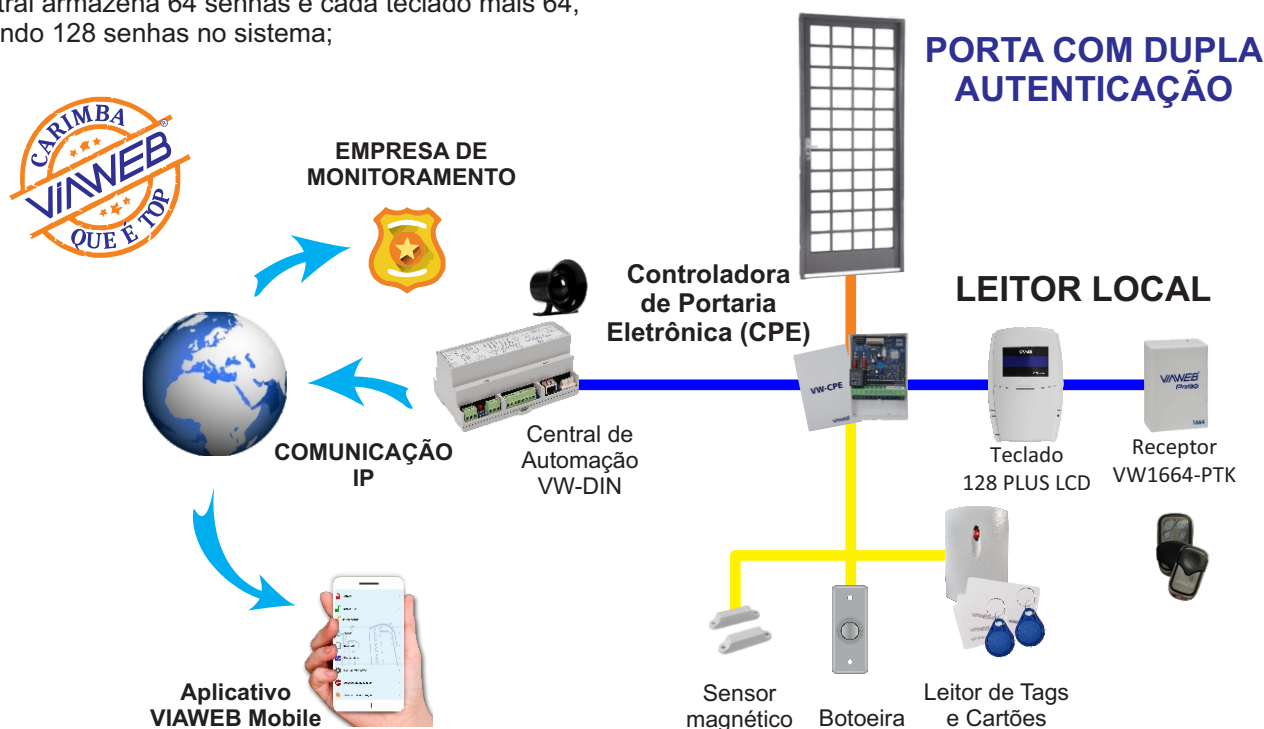 tral armazena 64 senhas e cada teclado mais 64,
ndo 128 senhas no sistema;
PORTA COM DUPLA
AUTENTICAÇÃO
CARIMBA
VIAWEB
QUE É TOP
EMPRESA DE
MONITORAMENTO
Controladora
de Portaria
Eletrônica (CPE)
LEITOR LOCAL
VW-CPE
VIAWEB
1664
COMUNICAÇÃO
IP
Central de
Automação
VW-DIN
Teclado
128 PLUS LCD
Receptor
VW1664-PTK
Aplicativo
VIAWEB Mobile
Sensor
magnético
Botoeira
Leitor de Tags
e Cartões